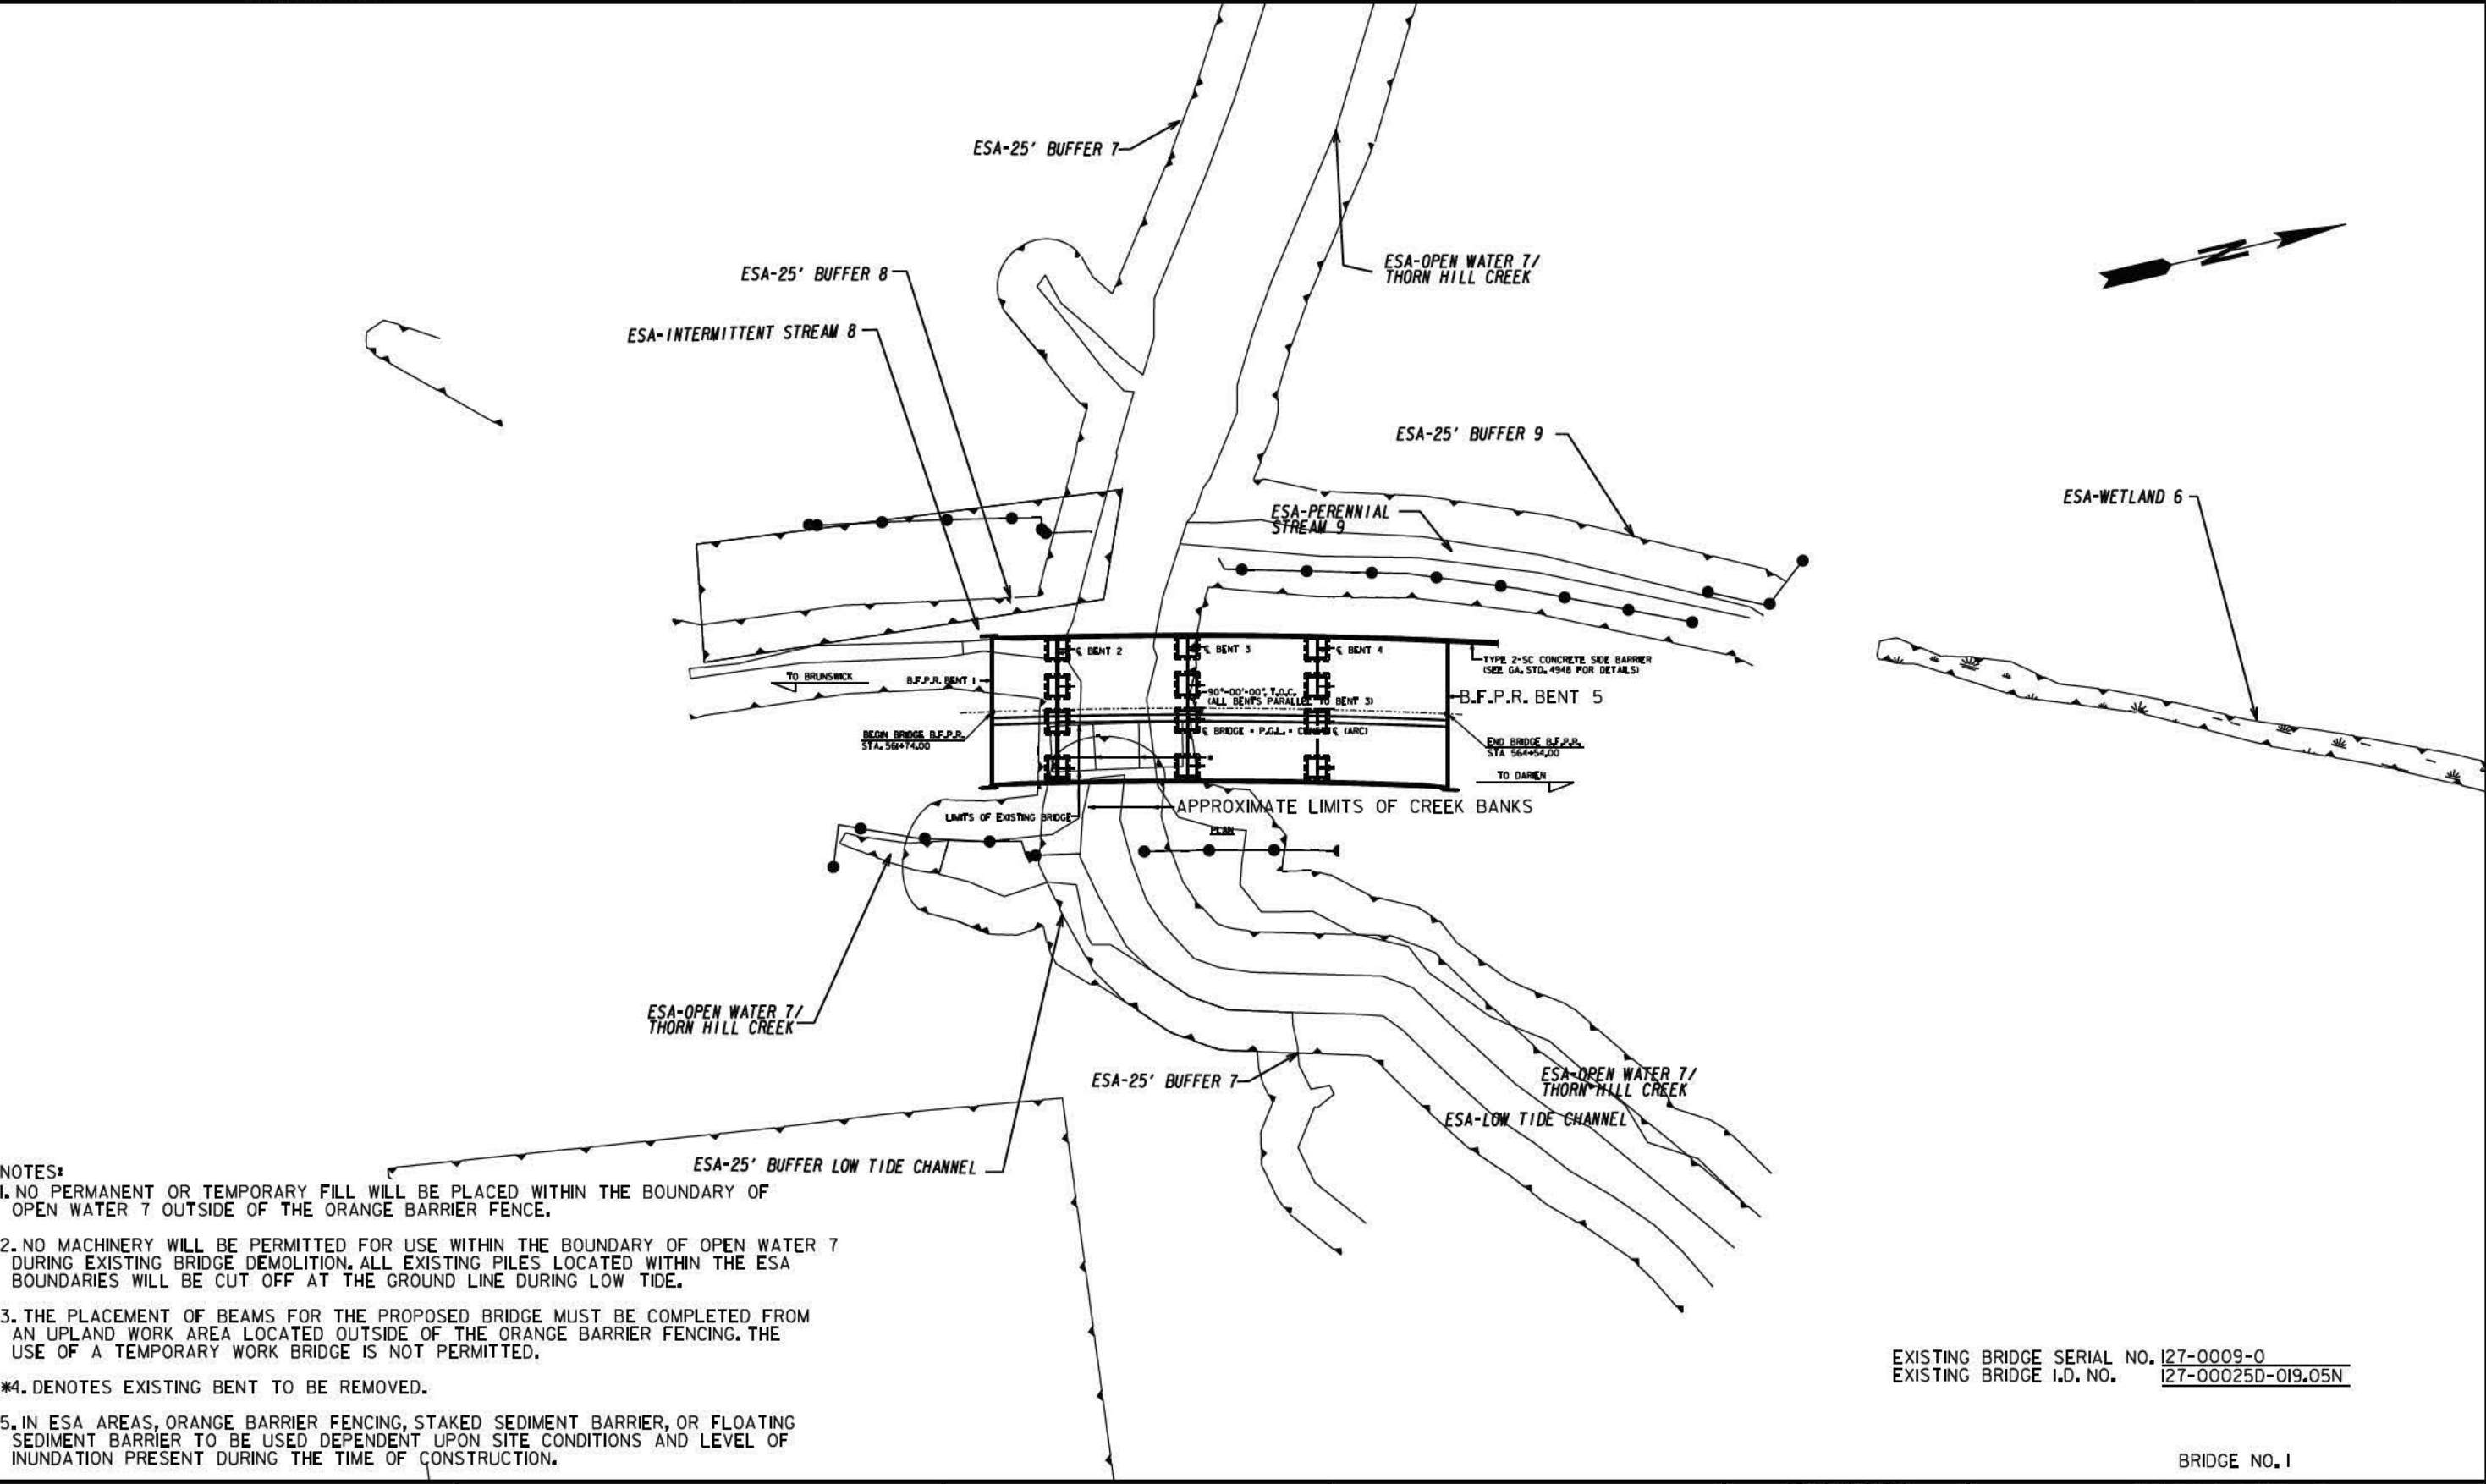 ESA-25' BUFFER 7
ESA-25' BUFFER 8
ESA-OPEN WATER 7/
THORN HILL CREEK
ESA-INTERMITTENT STREAM 8
ESA-25' BUFFER 9
ESA-PERENNIAL
STREAM 9
ESA-WETLAND 6
℄ BENT 2
℄ BENT 3
℄ BENT 4
TYPE 2-SC CONCRETE SIDE BARRIER
(SEE GA. STD. 4948 FOR DETAILS)
TO BRUNSWICK
B.F.P.R. BENT 1
90°-00'-00" T.O.C.
(ALL BENTS PARALLEL TO BENT 3)
B.F.P.R. BENT 5
BEGIN BRIDGE B.F.P.R.
STA. 561+74.00
℄ BRIDGE = P.G.L. = ℄ (ARC)
END BRIDGE B.F.P.R.
STA 564+54.00
TO DARIEN
APPROXIMATE LIMITS OF CREEK BANKS
LIMITS OF EXISTING BRIDGE
PLAN
ESA-OPEN WATER 7/
THORN HILL CREEK
ESA-25' BUFFER 7
ESA-OPEN WATER 7/
THORN HILL CREEK
ESA-LOW TIDE CHANNEL
ESA-25' BUFFER LOW TIDE CHANNEL
NOTES:
1. NO PERMANENT OR TEMPORARY FILL WILL BE PLACED WITHIN THE BOUNDARY OF
OPEN WATER 7 OUTSIDE OF THE ORANGE BARRIER FENCE.
2. NO MACHINERY WILL BE PERMITTED FOR USE WITHIN THE BOUNDARY OF OPEN WATER 7
DURING EXISTING BRIDGE DEMOLITION. ALL EXISTING PILES LOCATED WITHIN THE ESA
BOUNDARIES WILL BE CUT OFF AT THE GROUND LINE DURING LOW TIDE.
3. THE PLACEMENT OF BEAMS FOR THE PROPOSED BRIDGE MUST BE COMPLETED FROM
AN UPLAND WORK AREA LOCATED OUTSIDE OF THE ORANGE BARRIER FENCING. THE
USE OF A TEMPORARY WORK BRIDGE IS NOT PERMITTED.
*4. DENOTES EXISTING BENT TO BE REMOVED.
5. IN ESA AREAS, ORANGE BARRIER FENCING, STAKED SEDIMENT BARRIER, OR FLOATING
SEDIMENT BARRIER TO BE USED DEPENDENT UPON SITE CONDITIONS AND LEVEL OF
INUNDATION PRESENT DURING THE TIME OF CONSTRUCTION.
EXISTING BRIDGE SERIAL NO. 127-0009-0
EXISTING BRIDGE I.D. NO. 127-00025D-019.05N
BRIDGE NO. 1